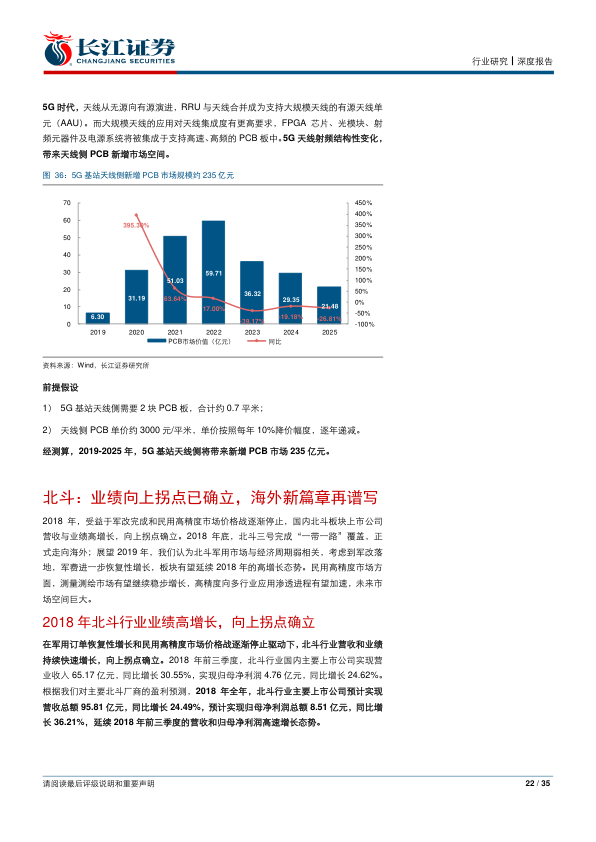 长江证券
CHANGJIANG SECURITIES
行业研究┃深度报告
5G 时代，天线从无源向有源演进，RRU 与天线合并成为支持大规模天线的有源天线单
元（AAU）。而大规模天线的应用对天线集成度有更高要求，FPGA 芯片、光模块、射
频元器件及电源系统将被集成于支持高速、高频的 PCB 板中。5G 天线射频结构性变化，
带来天线侧 PCB 新增市场空间。
图 36：5G 基站天线侧新增 PCB 市场规模约 235 亿元
70 450%
60 400%
50 350%
40 300%
30 250%
20 200%
10 150%
0 100%
50%
0%
-50%
-100%
395.30%
6.30 31.19 51.03 59.71 36.32 29.35 21.48
63.64% 17.00% -39.17% -19.18% -26.81%
2019 2020 2021 2022 2023 2024 2025
PCB市场价值（亿元） 同比
资料来源：Wind，长江证券研究所
前提假设
1） 5G 基站天线侧需要 2 块 PCB 板，合计约 0.7 平米；
2） 天线侧 PCB 单价约 3000 元/平米，单价按照每年 10%降价幅度，逐年递减。
经测算，2019-2025 年，5G 基站天线侧将带来新增 PCB 市场 235 亿元。
北斗：业绩向上拐点已确立，海外新篇章再谱写
2018 年，受益于军改完成和民用高精度市场价格战逐渐停止，国内北斗板块上市公司
营收与业绩高增长，向上拐点确立。2018 年底，北斗三号完成“一带一路”覆盖，正
式走向海外；展望 2019 年，我们认为北斗军用市场与经济周期弱相关，考虑到军改落
地，军费进一步恢复性增长，板块有望延续 2018 年的高增长态势。民用高精度市场方
面，测量测绘市场有望继续稳步增长，高精度向多行业应用渗透进程有望加速，未来市
场空间巨大。
2018 年北斗行业业绩高增长，向上拐点确立
在军用订单恢复性增长和民用高精度市场价格战逐渐停止驱动下，北斗行业营收和业绩
持续快速增长，向上拐点确立。2018 年前三季度，北斗行业国内主要上市公司实现营
业收入 65.17 亿元，同比增长 30.55%，实现归母净利润 4.76 亿元，同比增长 24.62%。
根据我们对主要北斗厂商的盈利预测，2018 年全年，北斗行业主要上市公司预计实现
营收总额 95.81 亿元，同比增长 24.49%，预计实现归母净利润总额 8.51 亿元，同比增
长 36.21%，延续 2018 年前三季度的营收和归母净利润高速增长态势。
请阅读最后评级说明和重要声明
22 / 35